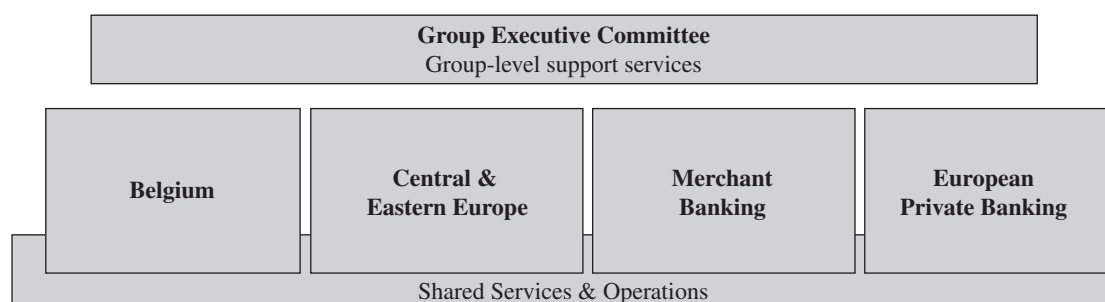 Group Executive Committee
Group-level support services
Belgium
Central &
Eastern Europe
Merchant
Banking
European
Private Banking
Shared Services & Operations